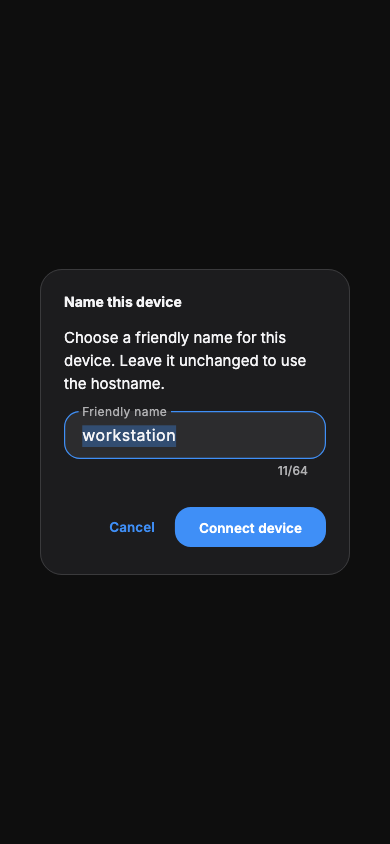 Name this device
Choose a friendly name for this
device. Leave it unchanged to use
the hostname.
Friendly name
workstation
11/64
Cancel
Connect device